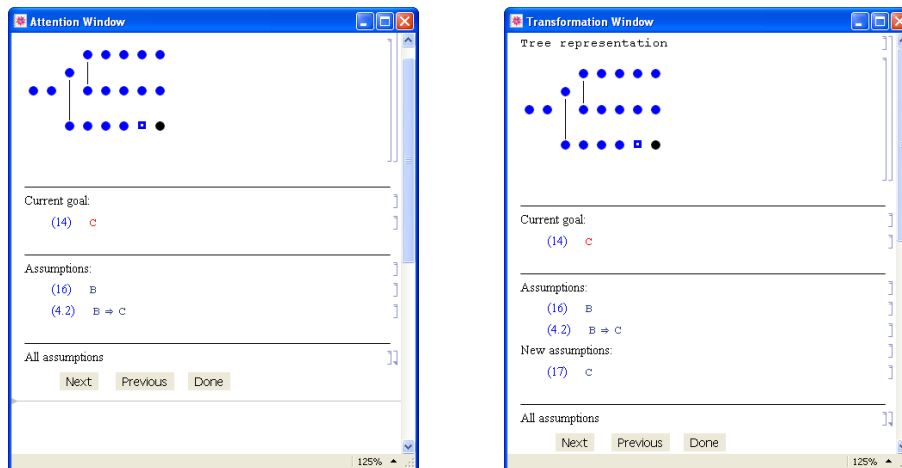 Attention Window
Current goal:
(14) C
Assumptions:
(16) B
(4.2) B ⇒ C
All assumptions
Next Previous Done
125%
Transformation Window
Tree representation
Current goal:
(14) C
Assumptions:
(16) B
(4.2) B ⇒ C
New assumptions:
(17) C
All assumptions
Next Previous Done
125%